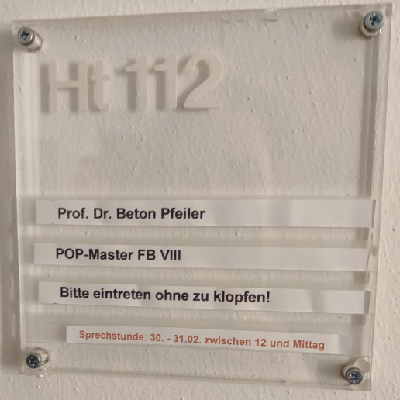 Ht 112
Prof. Dr. Beton Pfeiler
POP-Master FB VIII
Bitte eintreten ohne zu klopfen!
Sprechstunde: 30. - 31.02. zwischen 12 und Mittag